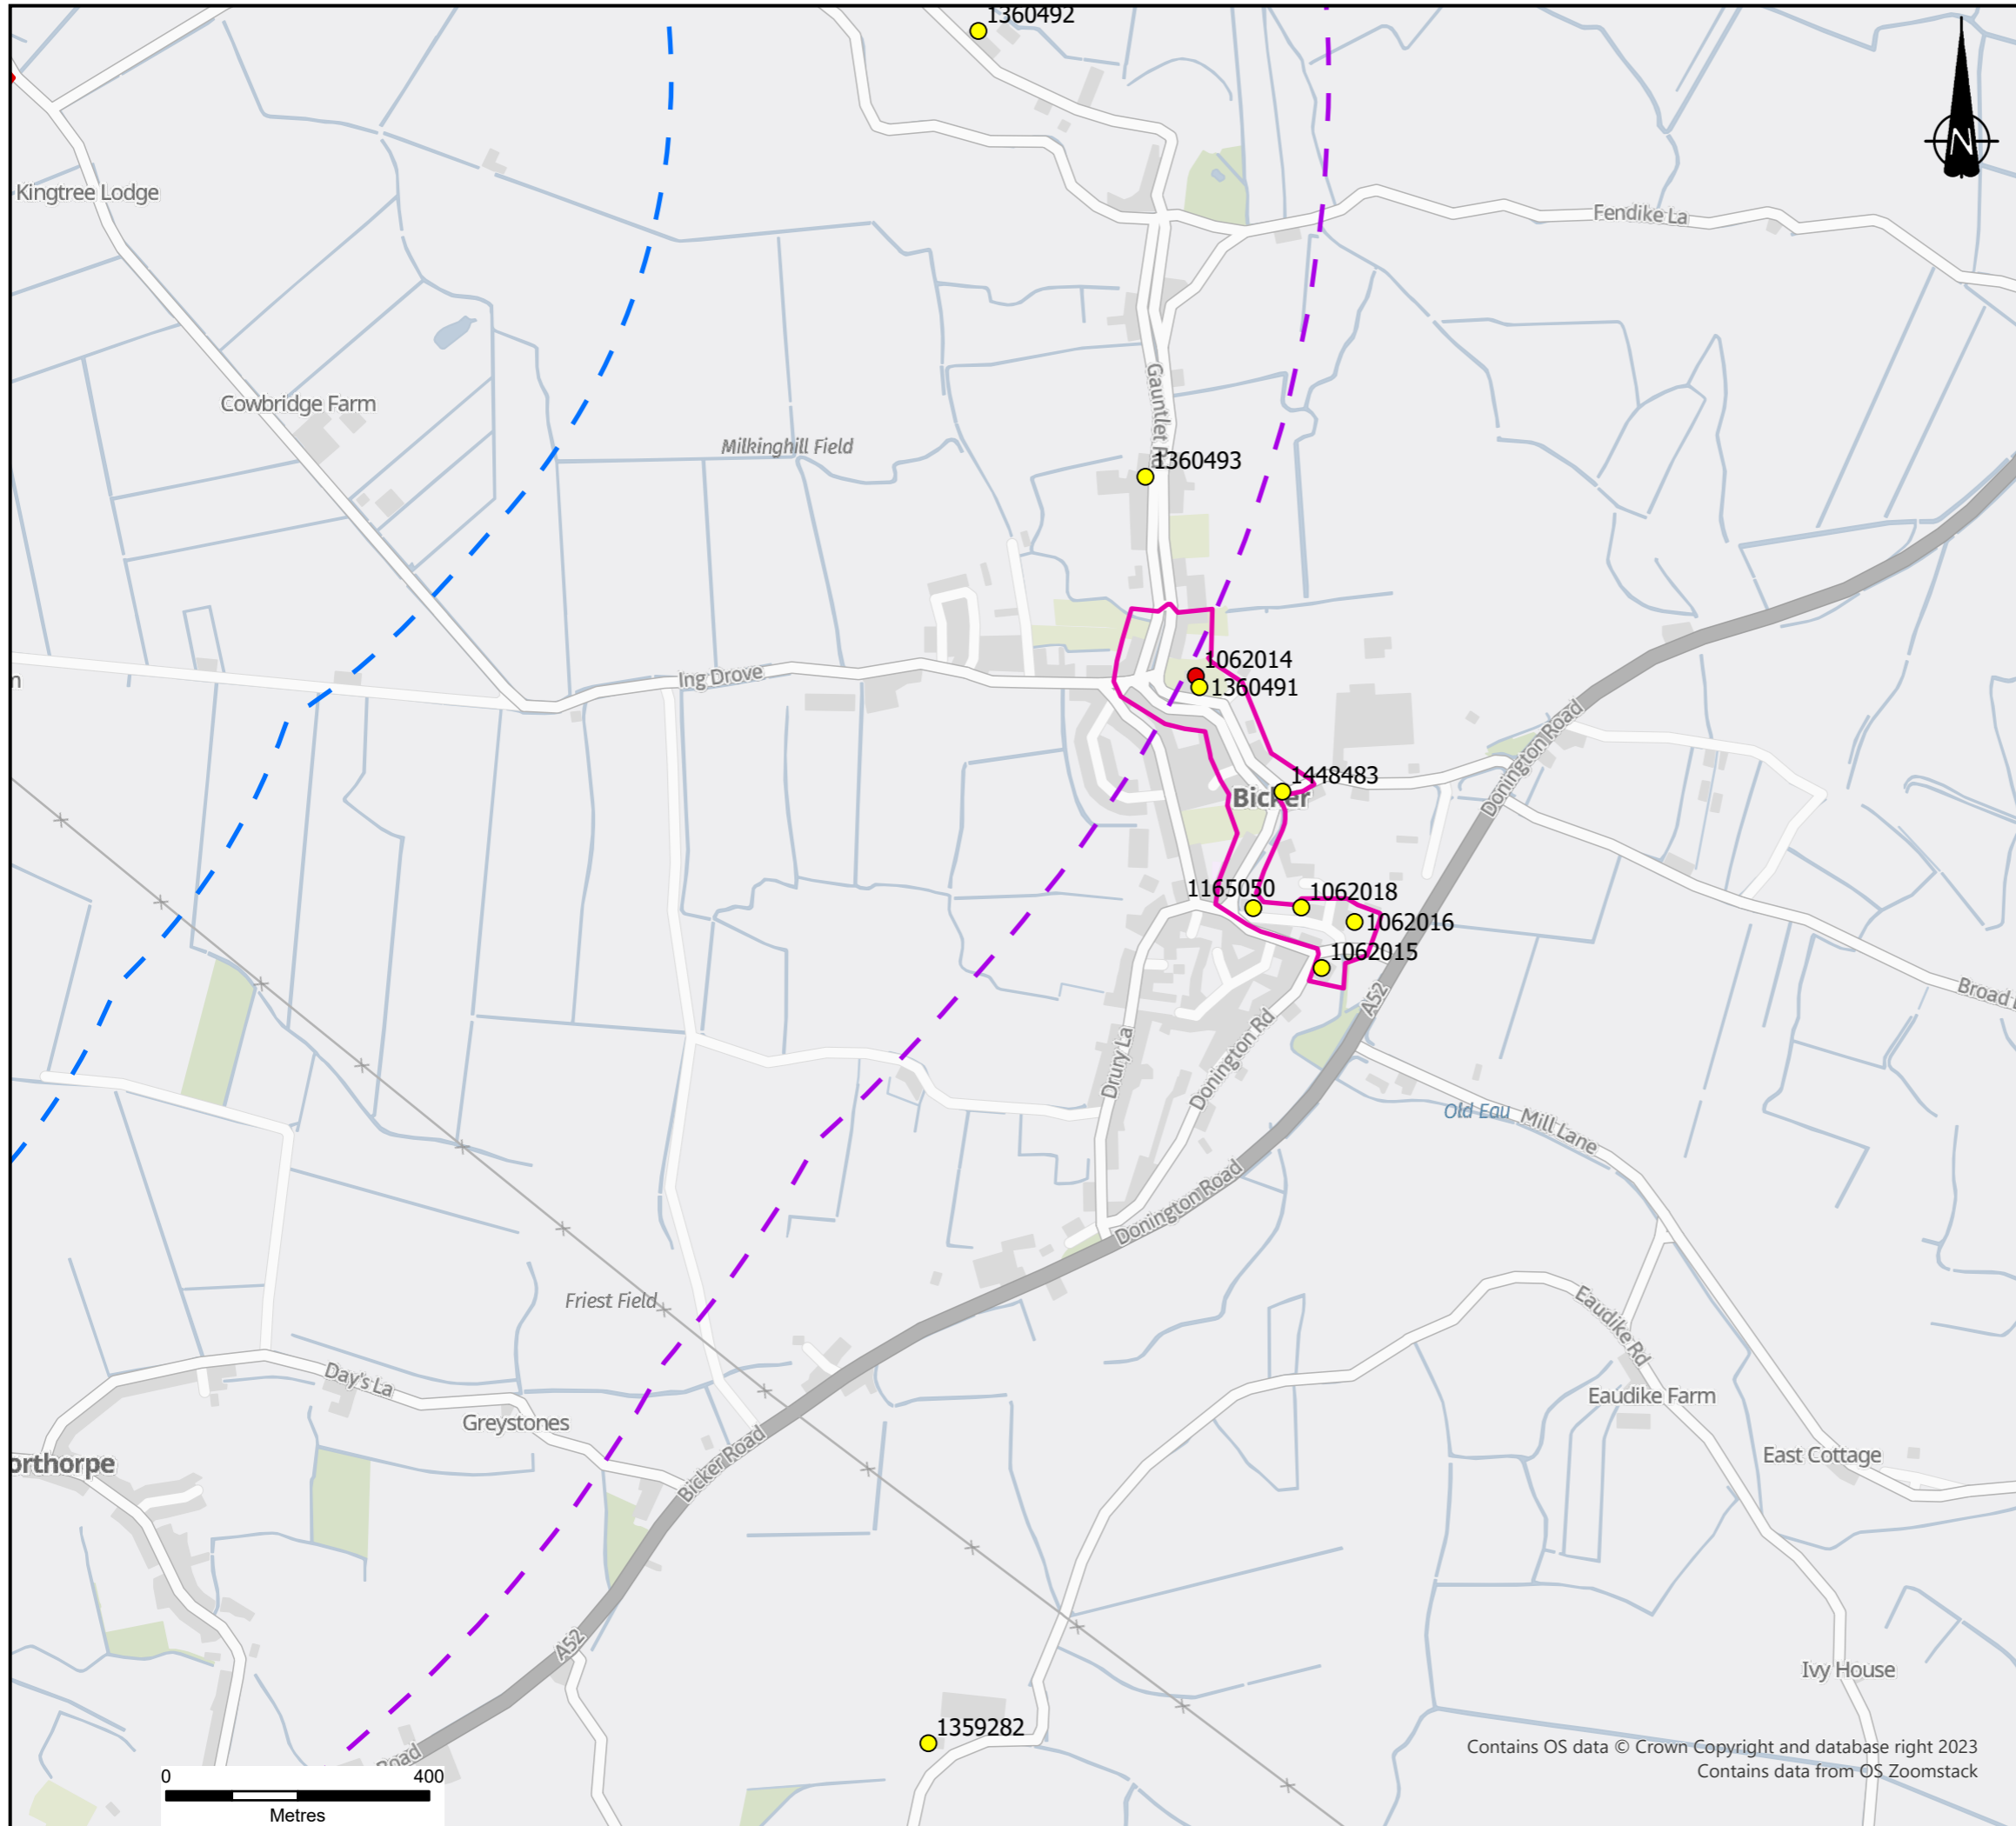 1360492
N
Kingtree Lodge
Fendike La
Cowbridge Farm
Milkinghill Field
Gauntlet
1360493
1062014
1360491
Ing Drove
n
Donington Road
1448483
Bicker
1165050
1062018
1062016
1062015
A52
Broad
Drury La
Donington Rd
Old Eau
Mill Lane
Donington Road
Friest Field
Eaudike Rd
Day's La
Greystones
Eaudike Farm
Bicker Road
East Cottage
orthorpe
A52
Ivy House
1359282
Road
Contains OS data © Crown Copyright and database right 2023
Contains data from OS Zoomstack
0 400
Metres